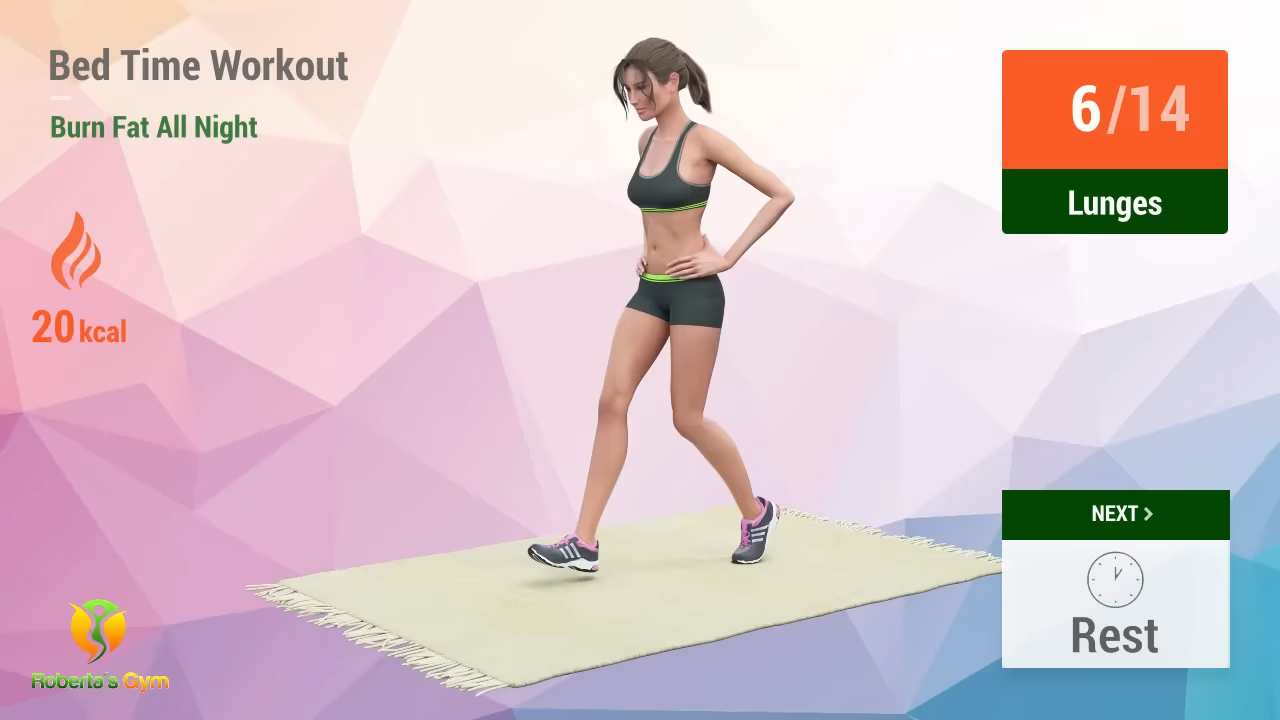 Bed Time Workout
Burn Fat All Night
20 kcal
6/14
Lunges
NEXT >
Rest
Roberta's Gym